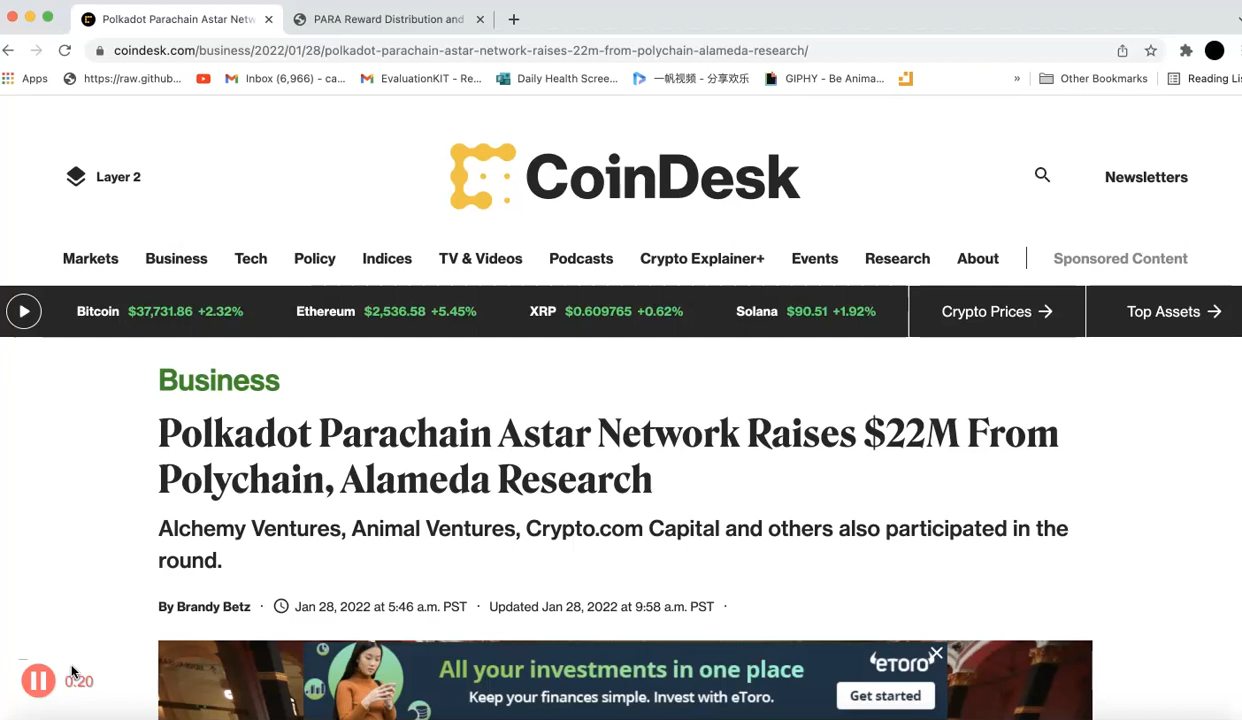 Polkadot Parachain Astar Netw
PARA Reward Distribution and
coindesk.com/business/2022/01/28/polkadot-parachain-astar-network-raises-22m-from-polychain-alameda-research/
Apps https://raw.github... Inbox (6,966) - ca... EvaluationKIT - Re... Daily Health Scree... 一帆视频 - 分享欢乐 GIPHY - Be Anima... » Other Bookmarks Reading Li
Layer 2
CoinDesk
Newsletters
Markets Business Tech Policy Indices TV & Videos Podcasts Crypto Explainer+ Events Research About Sponsored Content
Bitcoin $37,731.86 +2.32% Ethereum $2,536.58 +5.45% XRP $0.609765 +0.62% Solana $90.51 +1.92% Crypto Prices → Top Assets →
Business
Polkadot Parachain Astar Network Raises $22M From
Polychain, Alameda Research
Alchemy Ventures, Animal Ventures, Crypto.com Capital and others also participated in the
round.
By Brandy Betz · Jan 28, 2022 at 5:46 a.m. PST · Updated Jan 28, 2022 at 9:58 a.m. PST ·
All your investments in one place
Keep your finances simple. Invest with eToro.
eToro
Get started
0:20